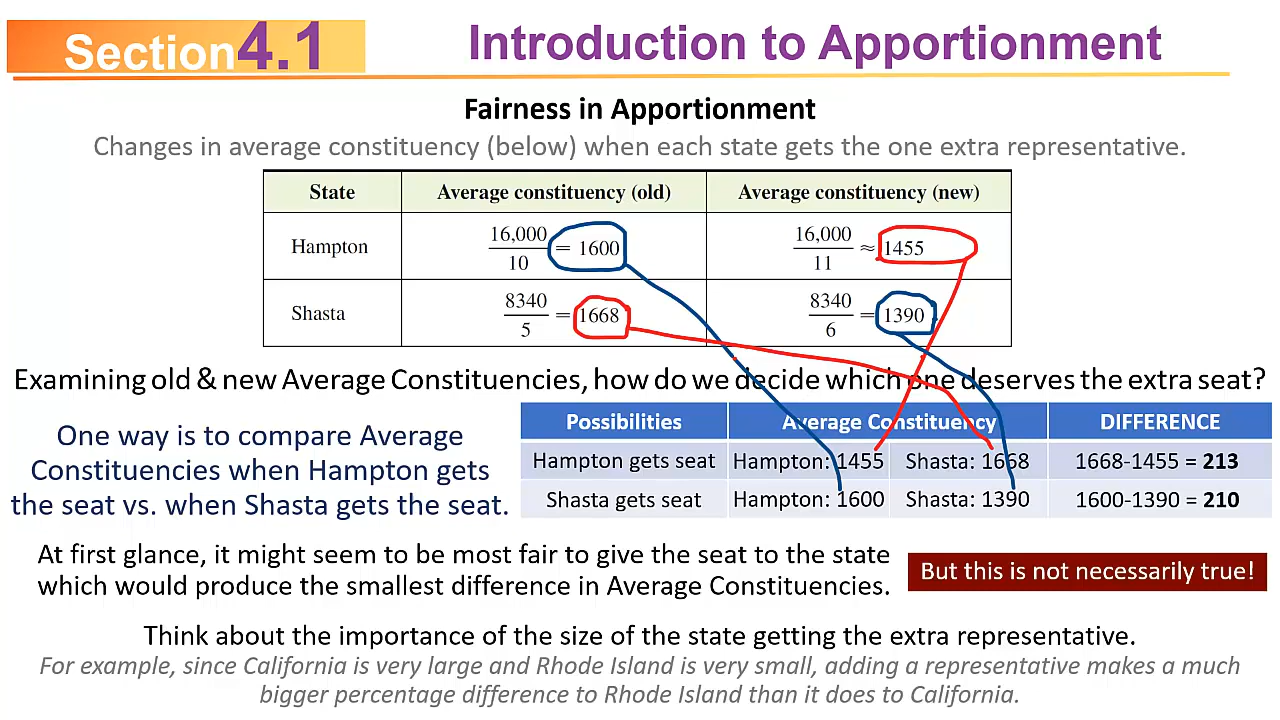 Section 4.1 Introduction to Apportionment
Fairness in Apportionment
Changes in average constituency (below) when each state gets the one extra representative.
State Average constituency (old) Average constituency (new)
Hampton 16,000/10 = 1600 16,000/11 ≈ 1455
Shasta 8340/5 = 1668 8340/6 = 1390
Examining old & new Average Constituencies, how do we decide which one deserves the extra seat?
One way is to compare Average
Constituencies when Hampton gets
the seat vs. when Shasta gets the seat.
Possibilities Average Constituency DIFFERENCE
Hampton gets seat Hampton: 1455 Shasta: 1668 1668-1455 = 213
Shasta gets seat Hampton: 1600 Shasta: 1390 1600-1390 = 210
At first glance, it might seem to be most fair to give the seat to the state
which would produce the smallest difference in Average Constituencies.
But this is not necessarily true!
Think about the importance of the size of the state getting the extra representative.
For example, since California is very large and Rhode Island is very small, adding a representative makes a much
bigger percentage difference to Rhode Island than it does to California.